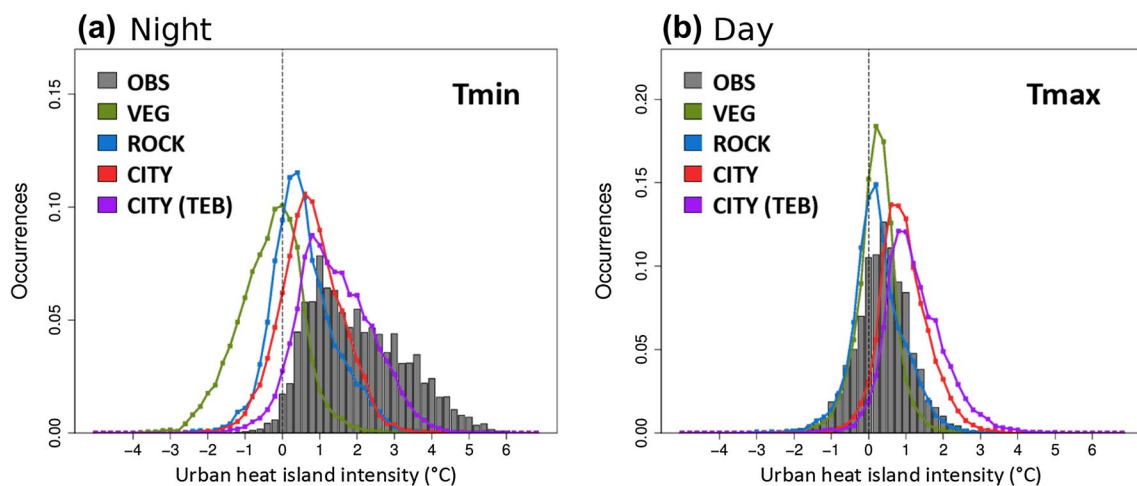 (a) Night
Tmin
OBS
VEG
ROCK
CITY
CITY (TEB)
Occurrences
0.00
0.05
0.10
0.15
−4 −3 −2 −1 0 1 2 3 4 5 6
Urban heat island intensity (°C)
(b) Day
Tmax
OBS
VEG
ROCK
CITY
CITY (TEB)
Occurrences
0.00
0.05
0.10
0.15
0.20
−4 −3 −2 −1 0 1 2 3 4 5 6
Urban heat island intensity (°C)